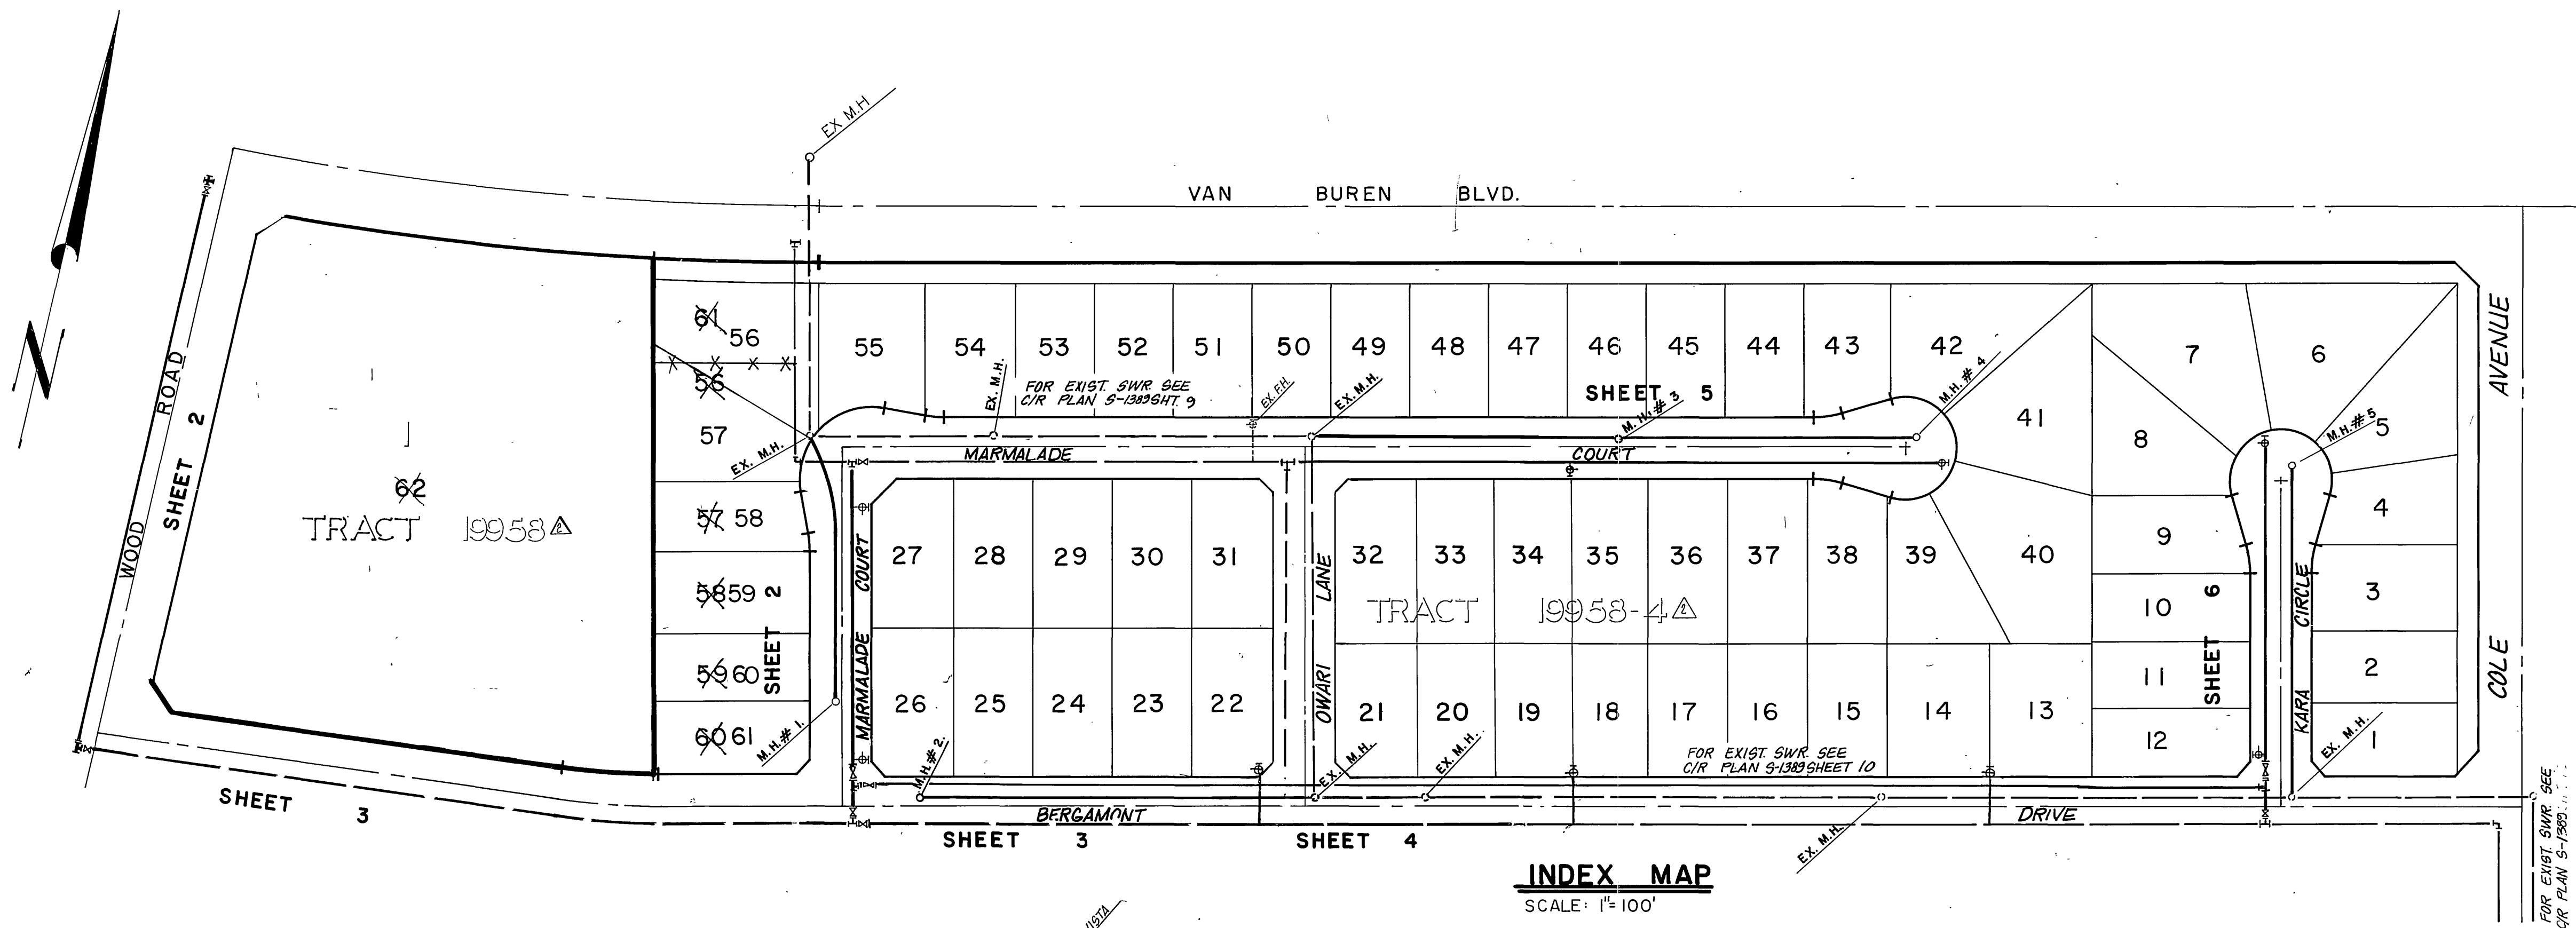 EX M.H
VAN BUREN BLVD.
N
WOOD ROAD
SHEET 2
61
56
56
57
57 58
58 59
59 60
60 61
62
TRACT 19958 2
SHEET 2
55 54 53 52 51 50 49 48 47 46 45 44 43 42
FOR EXIST. SWR. SEE
C/R PLAN S-1389 SHT. 9
EX. M.H.
EX. F.H.
EX. M.H.
SHEET 5
M.H. # 3
M.H. # 4
EX. M.H.
MARMALADE COURT
41
7 6
8 5
M.H. # 5
9 4
10 3
11 2
12 1
AVENUE
COLE
27 28 29 30 31
32 33 34 35 36 37 38 39 40
MARMALADE COURT
OWARI LANE
TRACT 19958-4 2
SHEET 6
KARA CIRCLE
26 25 24 23 22
21 20 19 18 17 16 15 14 13
M.H. # 1.
M.H. # 2.
EX. M.H.
EX. M.H.
FOR EXIST. SWR. SEE
C/R PLAN S-1389 SHEET 10
EX. M.H.
EX. M.H.
SHEET 3
BERGAMONT DRIVE
SHEET 3
SHEET 4
INDEX MAP
SCALE: 1"=100'
FOR EXIST. SWR. SEE
C/R PLAN S-1389